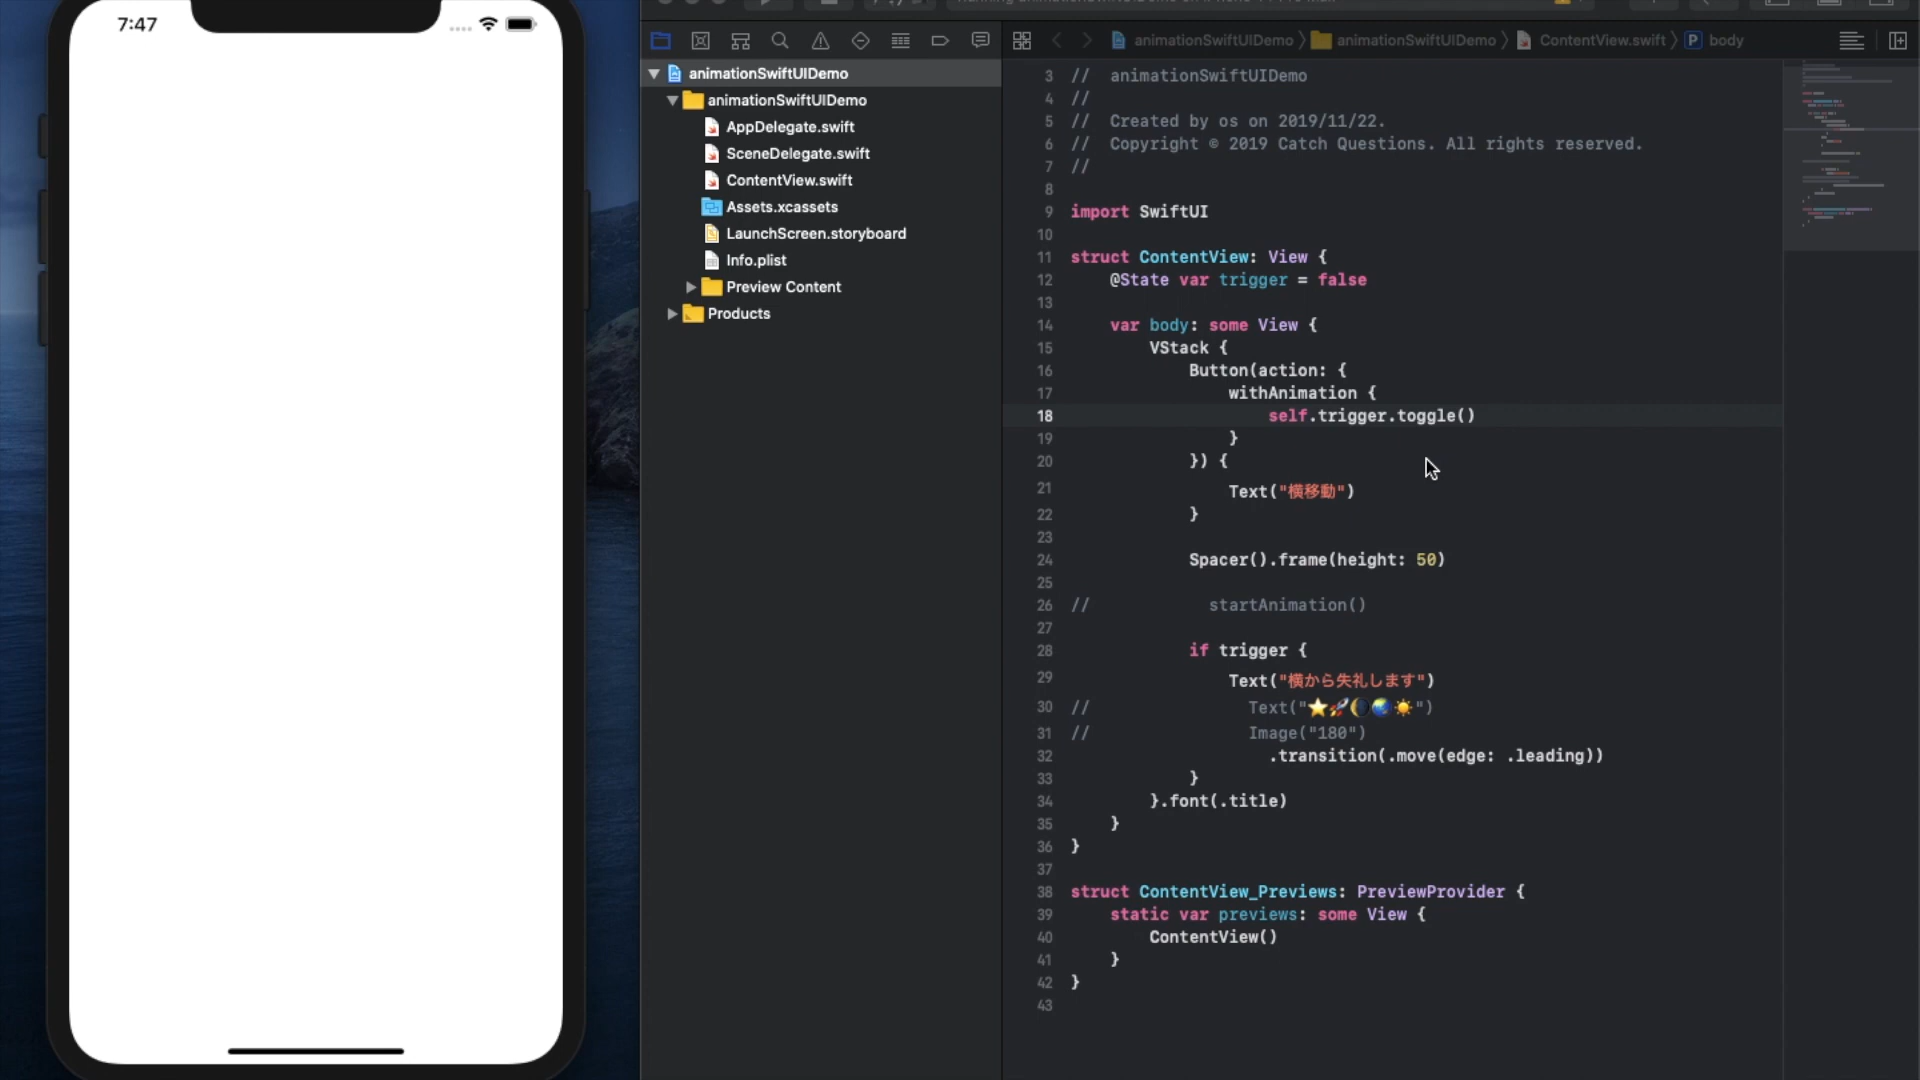 7:47
animationSwiftUIDemo
animationSwiftUIDemo
ContentView.swift
P body
animationSwiftUIDemo
animationSwiftUIDemo
AppDelegate.swift
SceneDelegate.swift
ContentView.swift
Assets.xcassets
LaunchScreen.storyboard
Info.plist
Preview Content
Products
3 // animationSwiftUIDemo
4 //
5 // Created by os on 2019/11/22.
6 // Copyright © 2019 Catch Questions. All rights reserved.
7 //
8
9 import SwiftUI
10
11 struct ContentView: View {
12 @State var trigger = false
13
14 var body: some View {
15 VStack {
16 Button(action: {
17 withAnimation {
18 self.trigger.toggle()
19 }
20 }) {
21 Text("横移動")
22 }
23
24 Spacer().frame(height: 50)
25
26 // startAnimation()
27
28 if trigger {
29 Text("横から失礼します")
30 // Text("⭐🚀🌘🌏☀️")
31 // Image("180")
32 .transition(.move(edge: .leading))
33 }
34 }.font(.title)
35 }
36 }
37
38 struct ContentView_Previews: PreviewProvider {
39 static var previews: some View {
40 ContentView()
41 }
42 }
43